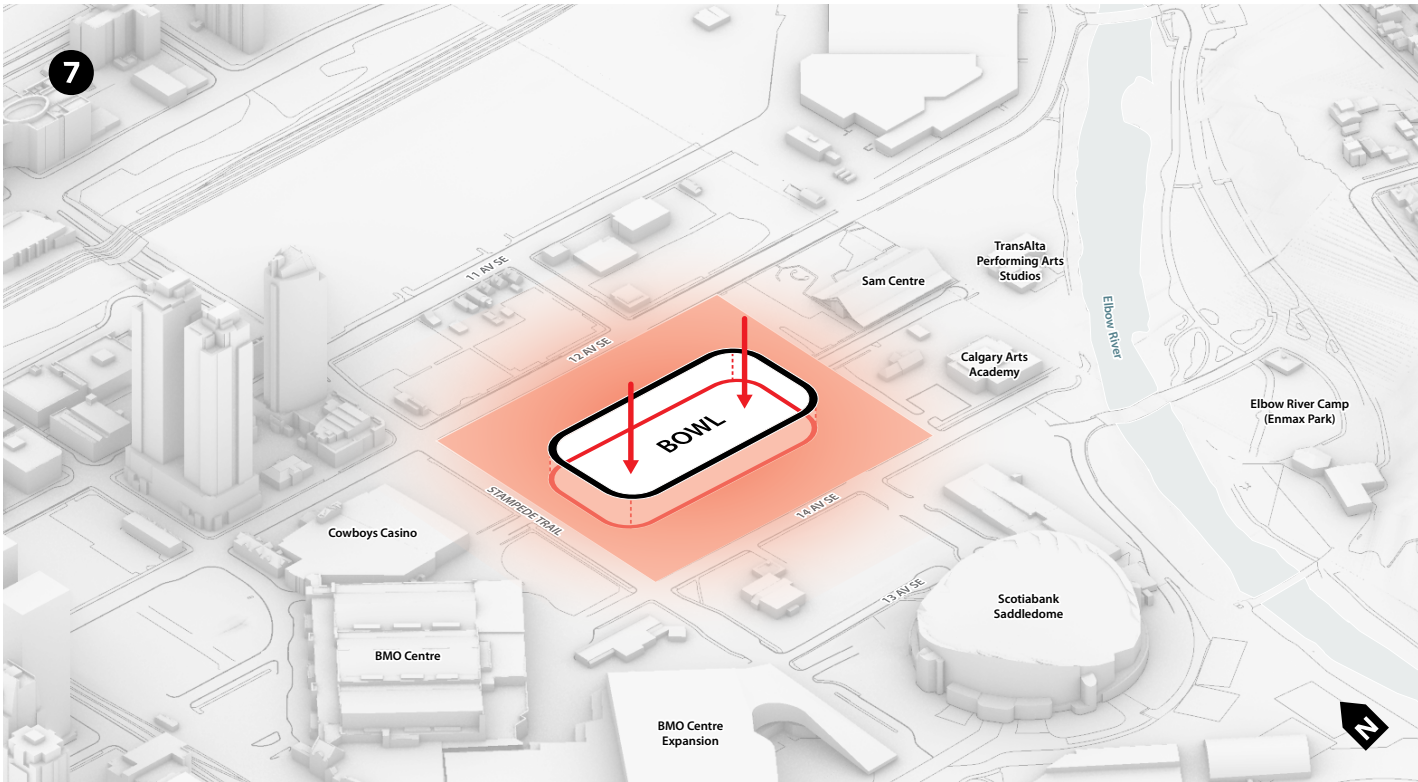 7
11 AV SE
12 AV SE
Sam Centre
TransAlta
Performing Arts
Studios
Elbow River
Calgary Arts
Academy
Elbow River Camp
(Enmax Park)
BOWL
STAMPEDE TRAIL
14 AV SE
Cowboys Casino
13 AV SE
Scotiabank
Saddledome
BMO Centre
BMO Centre
Expansion
N